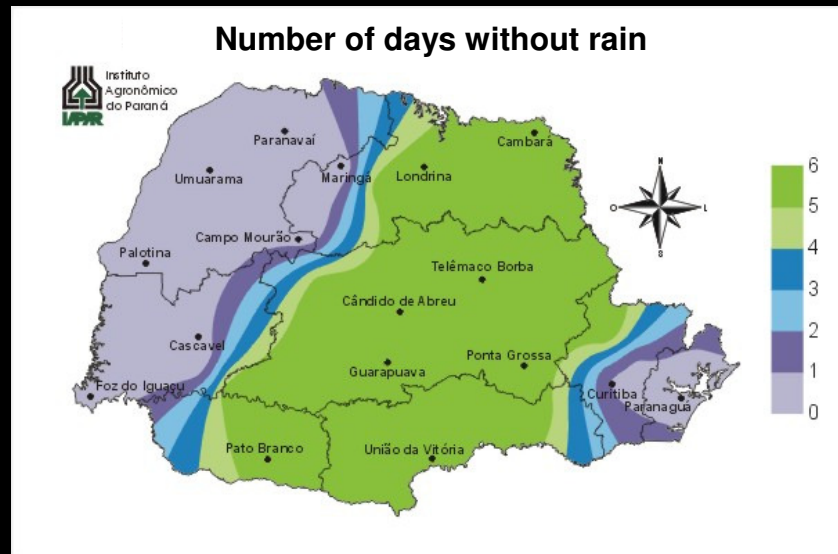 Number of days without rain
Instituto
Agronômico
do Paraná
IAPAR
Paranavaí
Cambará
Umuarama
Maringá
Londrina
Campo Mourão
Palotina
Telêmaco Borba
Cândido de Abreu
Cascavel
Guarapuava
Ponta Grossa
Foz do Iguaçu
Curitiba
Paranaguá
Pato Branco
União da Vitória
N
O
L
S
6
5
4
3
2
1
0